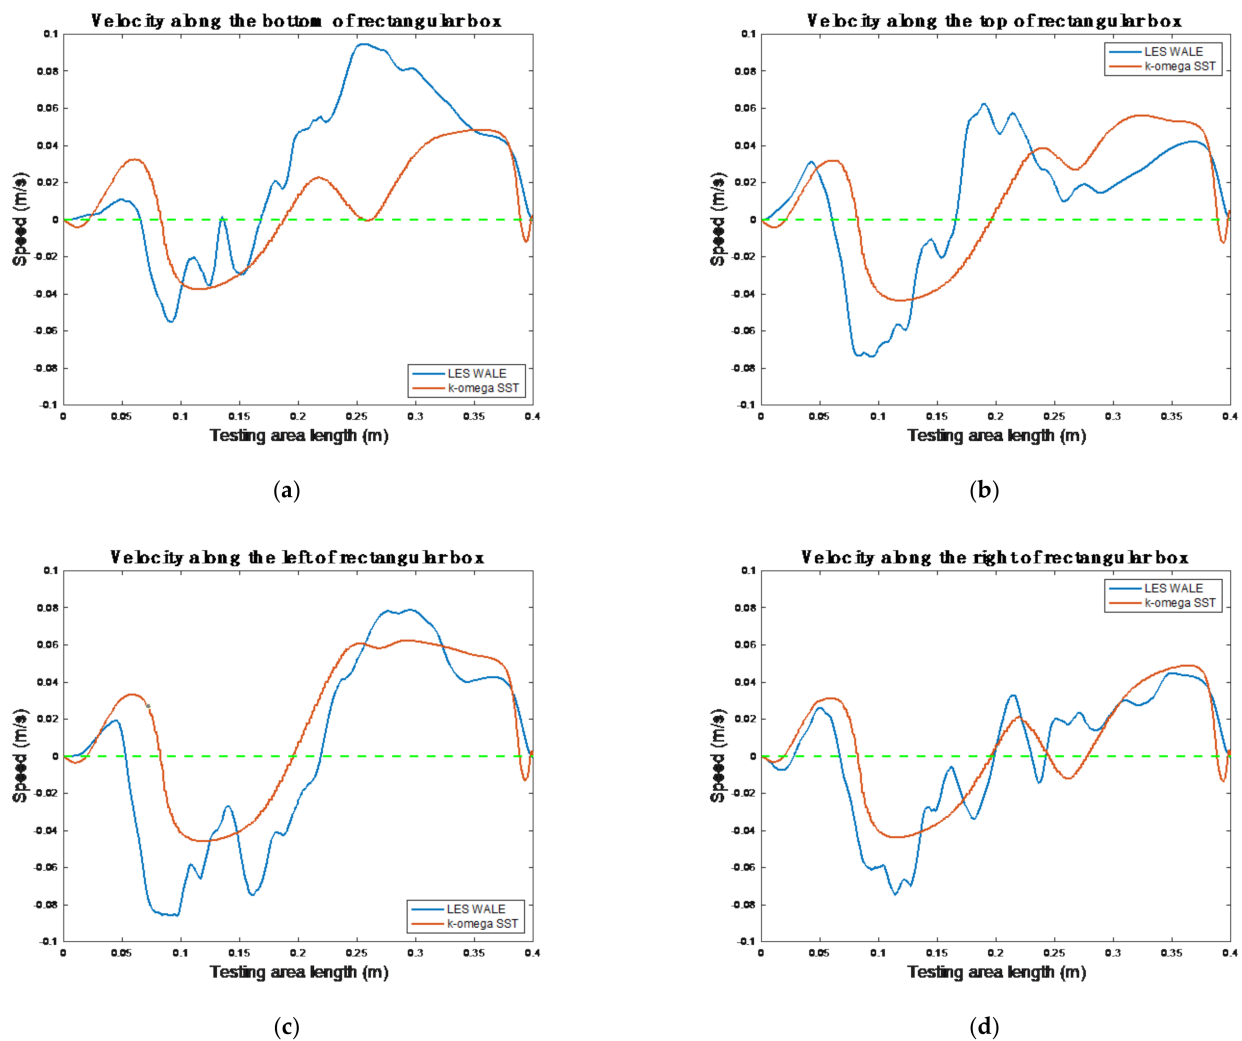 Velocity along the bottom of rectangular box
0.1
0.08
0.06
0.04
0.02
0
-0.02
-0.04
-0.06
-0.08
-0.1
Speed (m/s)
LES WALE
k-omega SST
0 0.05 0.1 0.15 0.2 0.25 0.3 0.35 0.4
Testing area length (m)
(a)
Velocity along the top of rectangular box
0.1
0.08
0.06
0.04
0.02
0
-0.02
-0.04
-0.06
-0.08
-0.1
Speed (m/s)
LES WALE
k-omega SST
0 0.05 0.1 0.15 0.2 0.25 0.3 0.35 0.4
Testing area length (m)
(b)
Velocity along the left of rectangular box
0.1
0.08
0.06
0.04
0.02
0
-0.02
-0.04
-0.06
-0.08
-0.1
Speed (m/s)
LES WALE
k-omega SST
0 0.05 0.1 0.15 0.2 0.25 0.3 0.35 0.4
Testing area length (m)
(c)
Velocity along the right of rectangular box
0.1
0.08
0.06
0.04
0.02
0
-0.02
-0.04
-0.06
-0.08
-0.1
Speed (m/s)
LES WALE
k-omega SST
0 0.05 0.1 0.15 0.2 0.25 0.3 0.35 0.4
Testing area length (m)
(d)